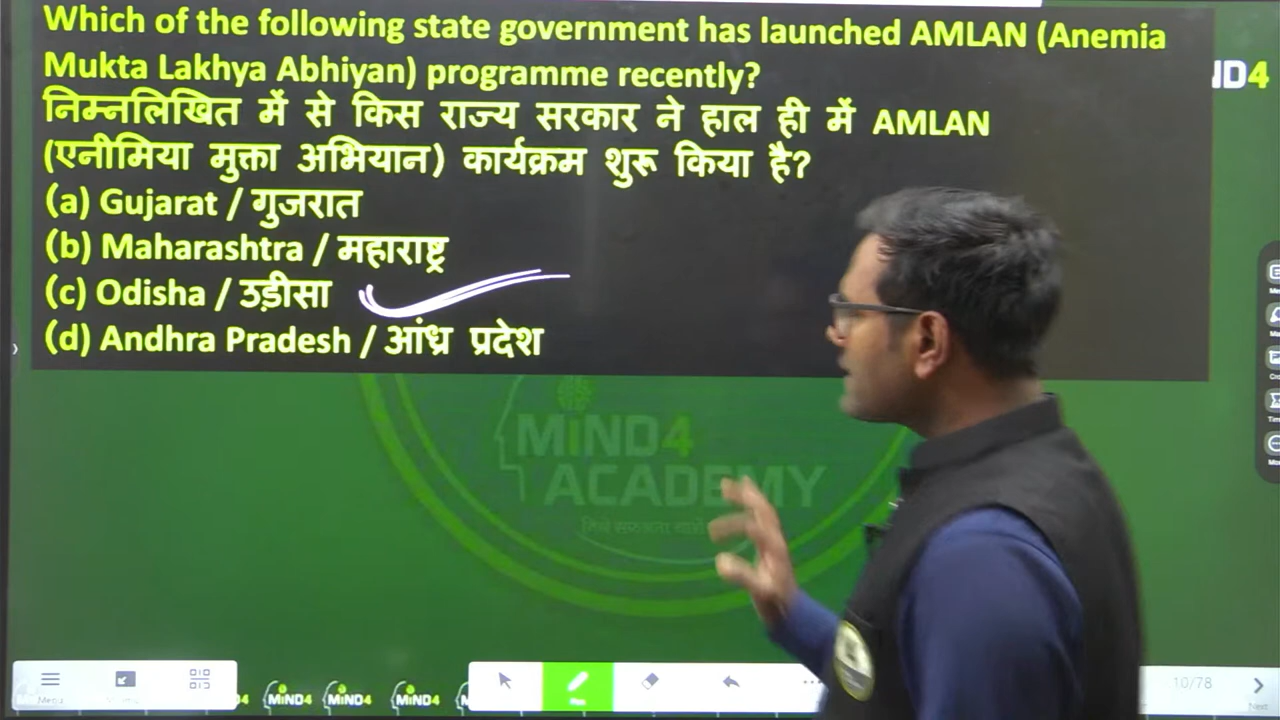 Which of the following state government has launched AMLAN (Anemia
Mukta Lakhya Abhiyan) programme recently?
निम्नलिखित में से किस राज्य सरकार ने हाल ही में AMLAN
(एनीमिया मुक्ता अभियान) कार्यक्रम शुरू किया है?
(a) Gujarat / गुजरात
(b) Maharashtra / महाराष्ट्र
(c) Odisha / उड़ीसा
(d) Andhra Pradesh / आंध्र प्रदेश
MIND4
ACADEMY
MIND4 MIND4 MIND4
10/78
Next